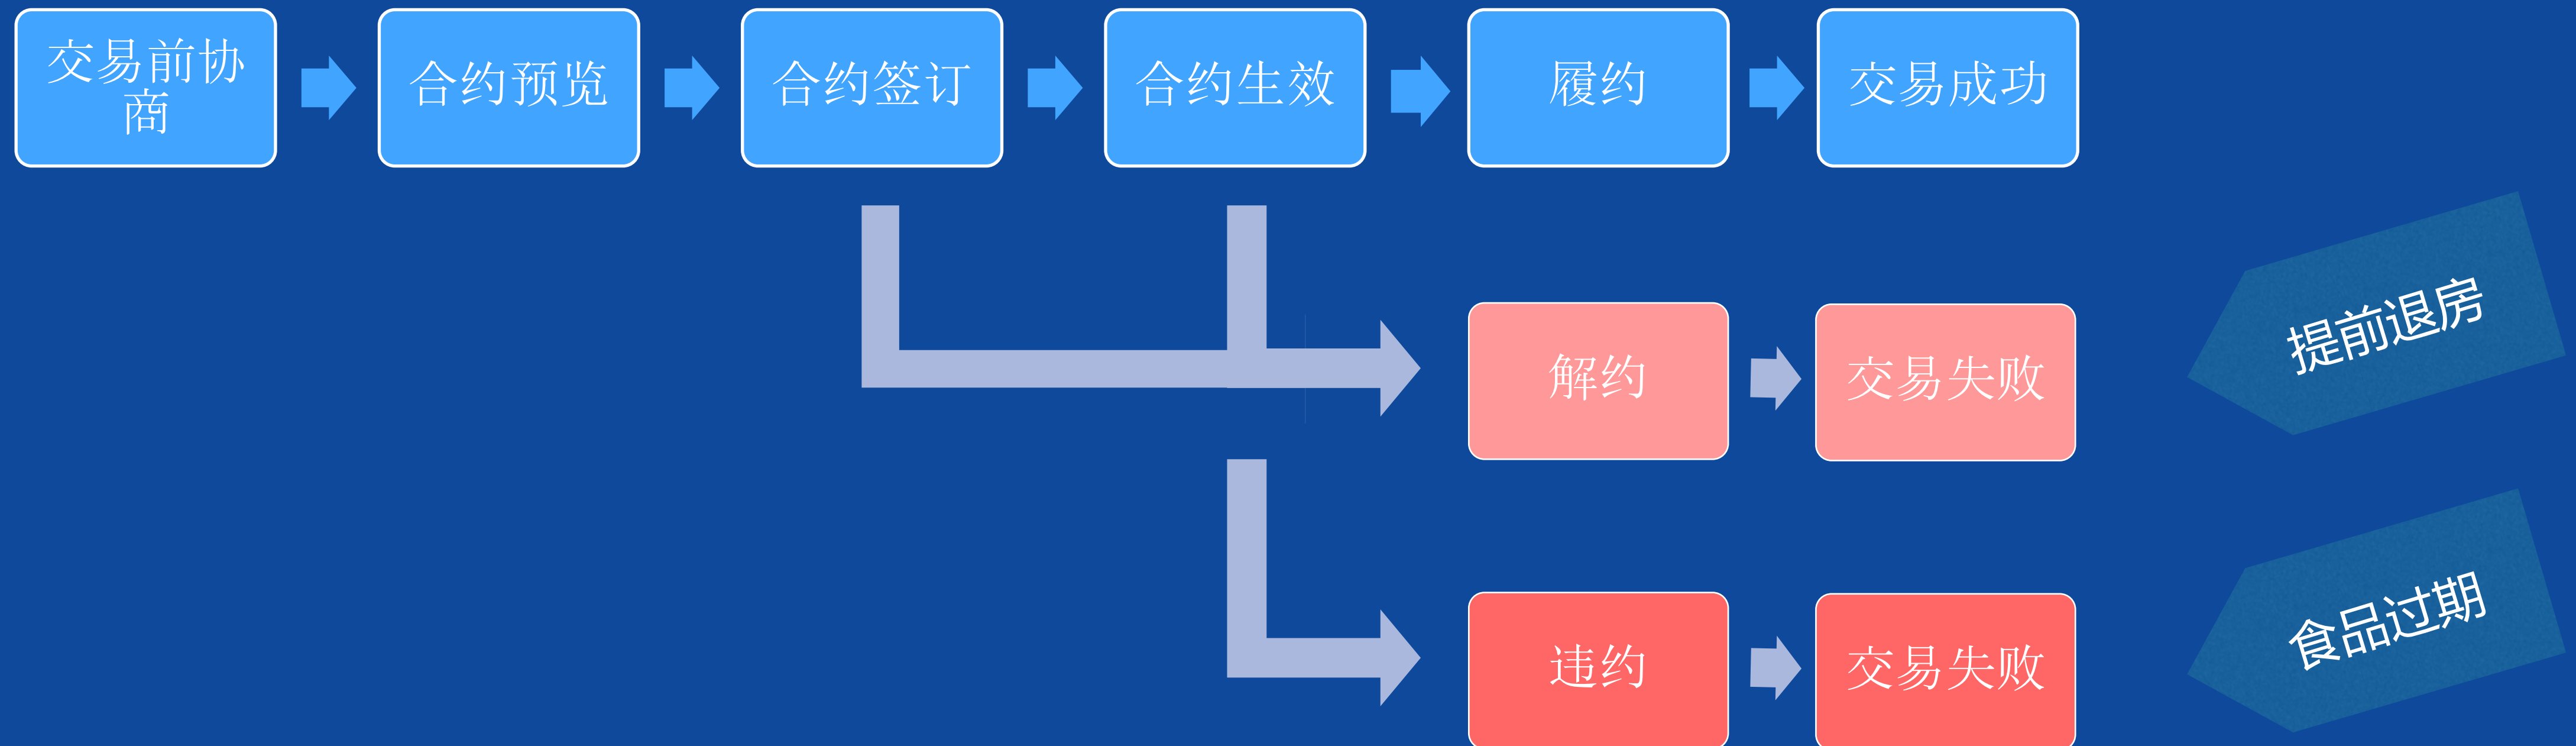 交易前协
商
合约预览
合约签订
合约生效
履约
交易成功
解约
交易失败
提前退房
违约
交易失败
食品过期